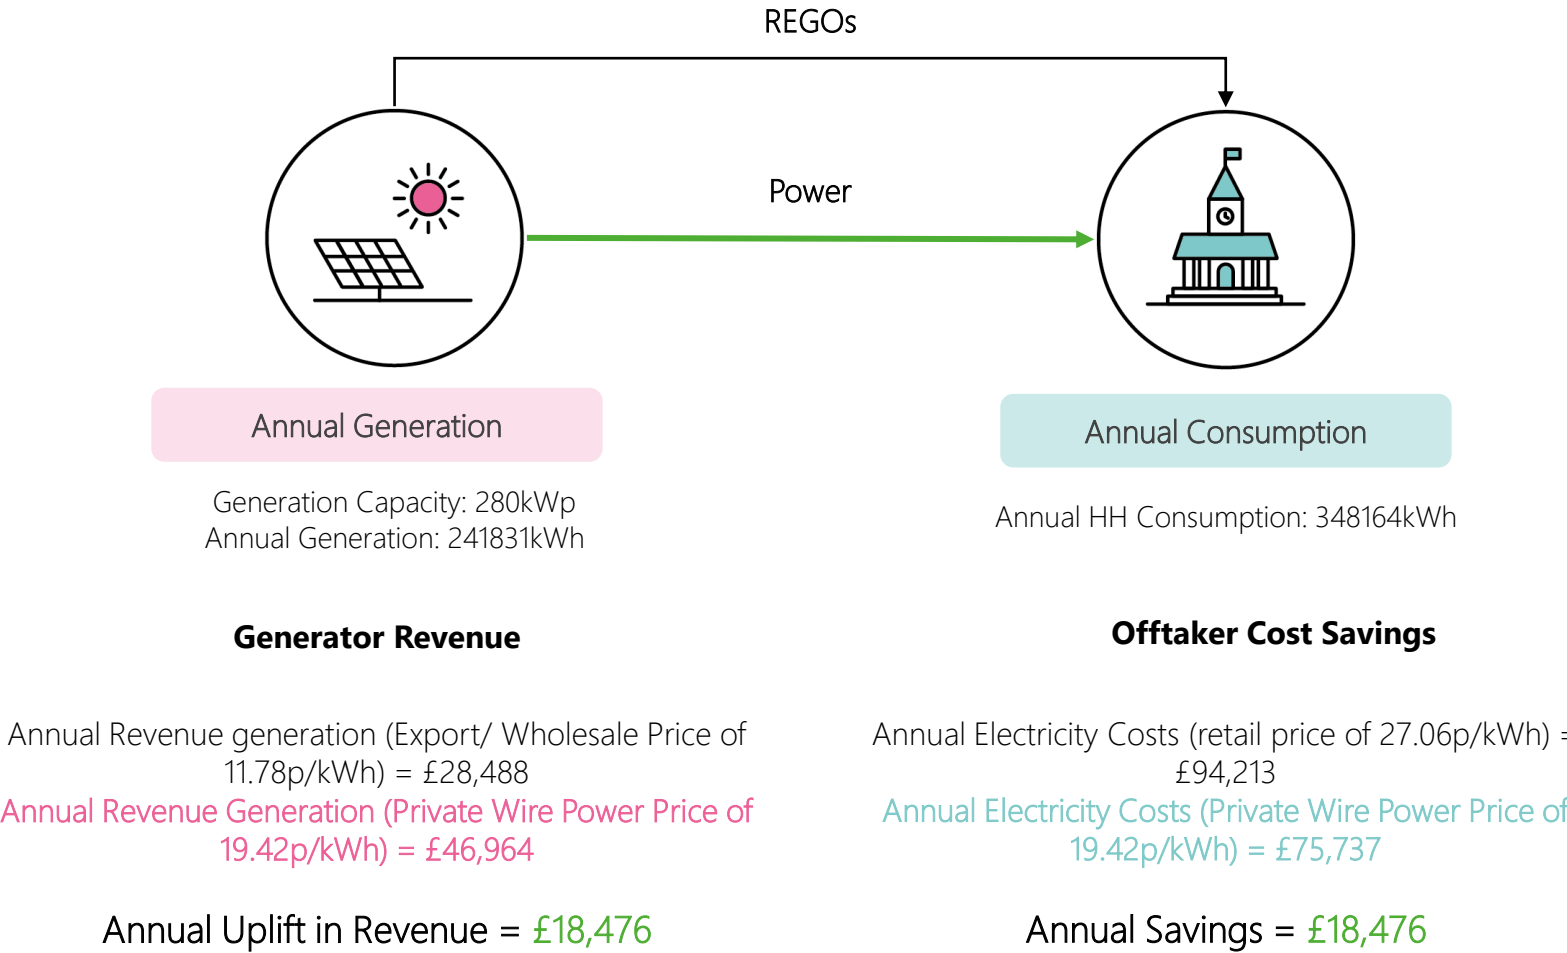 REGOs
Power
Annual Generation
Generation Capacity: 280kWp
Annual Generation: 241831kWh
Generator Revenue
Annual Revenue generation (Export/ Wholesale Price of
11.78p/kWh) = £28,488
Annual Revenue Generation (Private Wire Power Price of
19.42p/kWh) = £46,964
Annual Uplift in Revenue = £18,476
Annual Consumption
Annual HH Consumption: 348164kWh
Offtaker Cost Savings
Annual Electricity Costs (retail price of 27.06p/kWh) =
£94,213
Annual Electricity Costs (Private Wire Power Price of
19.42p/kWh) = £75,737
Annual Savings = £18,476